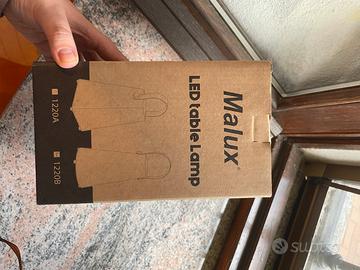 Malux®
LED table Lamp
1220A
1220B
subito